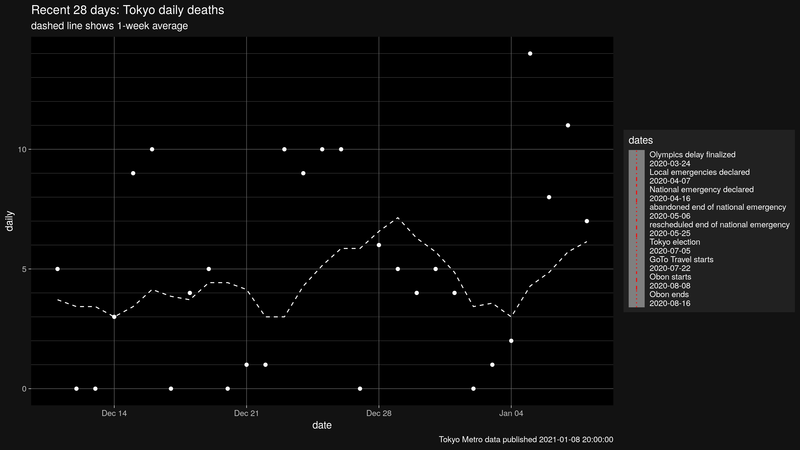 Recent 28 days: Tokyo daily deaths
dashed line shows 1-week average
daily
10
5
0
Dec 14
Dec 21
Dec 28
Jan 04
date
dates
Olympics delay finalized
2020-03-24
Local emergencies declared
2020-04-07
National emergency declared
2020-04-16
abandoned end of national emergency
2020-05-06
rescheduled end of national emergency
2020-05-25
Tokyo election
2020-07-05
GoTo Travel starts
2020-07-22
Obon starts
2020-08-08
Obon ends
2020-08-16
Tokyo Metro data published 2021-01-08 20:00:00